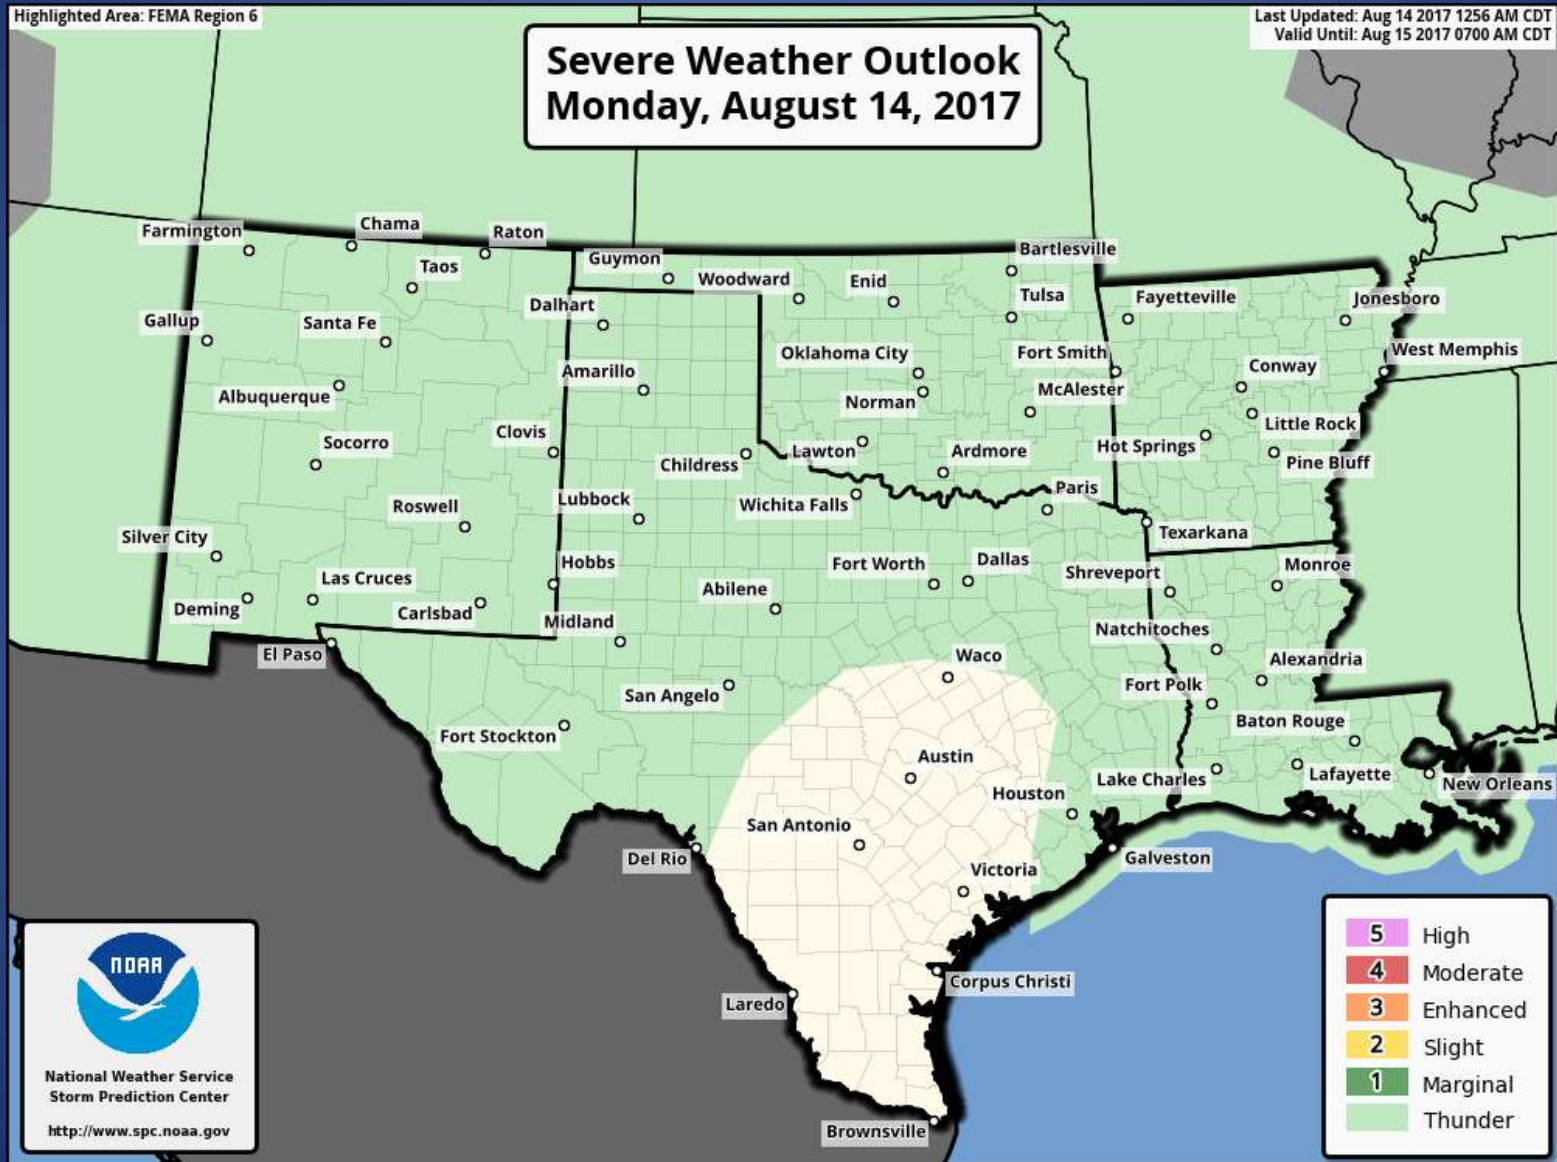 Highlighted Area: FEMA Region 6
Last Updated: Aug 14 2017 1256 AM CDT
Valid Until: Aug 15 2017 0700 AM CDT
Severe Weather Outlook
Monday, August 14, 2017
Farmington
Chama
Raton
Taos
Guymon
Woodward
Enid
Bartlesville
Tulsa
Fayetteville
Jonesboro
Gallup
Santa Fe
Dalhart
Albuquerque
Amarillo
Oklahoma City
Norman
Fort Smith
McAlester
Conway
West Memphis
Socorro
Clovis
Childress
Lawton
Ardmore
Hot Springs
Little Rock
Pine Bluff
Roswell
Lubbock
Wichita Falls
Paris
Texarkana
Silver City
Las Cruces
Hobbs
Abilene
Fort Worth
Dallas
Shreveport
Monroe
Deming
Carlsbad
Midland
Natchitoches
El Paso
San Angelo
Waco
Alexandria
Fort Polk
Fort Stockton
Austin
Baton Rouge
Houston
Lake Charles
Lafayette
New Orleans
San Antonio
Del Rio
Galveston
Victoria
Corpus Christi
Laredo
Brownsville
NOAA
National Weather Service
Storm Prediction Center
http://www.spc.noaa.gov
5 High
4 Moderate
3 Enhanced
2 Slight
1 Marginal
Thunder